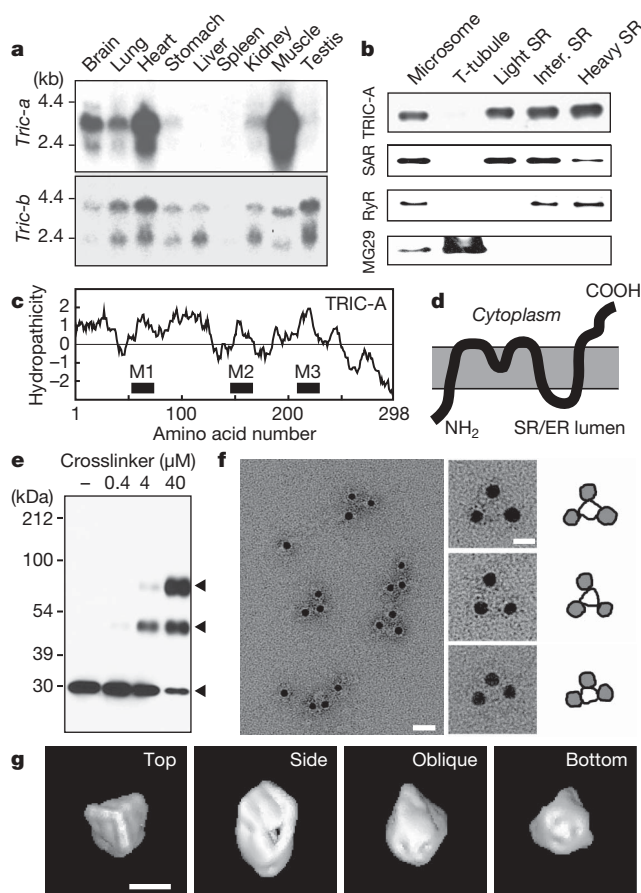 a
Brain Lung Heart Stomach Liver Spleen Kidney Muscle Testis
(kb)
Tric-a
4.4
2.4
Tric-b
4.4
2.4
b
Microsome T-tubule Light SR Inter. SR Heavy SR
TRIC-A
SAR
RyR
MG29
c
Hydropathicity
2
1
0
−1
−2
TRIC-A
M1 M2 M3
1 100 200 298
Amino acid number
d
COOH
Cytoplasm
NH2 SR/ER lumen
e
Crosslinker (μM)
– 0.4 4 40
(kDa)
212
100
54
39
30
f
g
Top Side Oblique Bottom